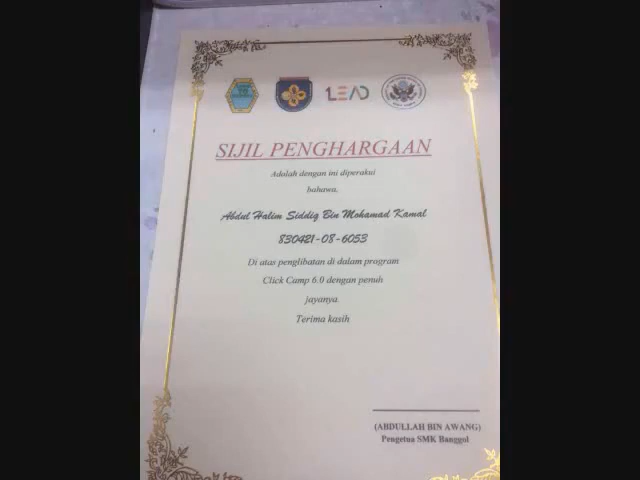 LEAD
SIJIL PENGHARGAAN
Adalah dengan ini diperakui
bahawa,
Abdul Halim Siddiq Bin Mohamad Kamal
830421-08-6053
Di atas penglibatan di dalam program
Click Camp 6.0 dengan penuh
jayanya.
Terima kasih
(ABDULLAH BIN AWANG)
Pengetua SMK Banggol